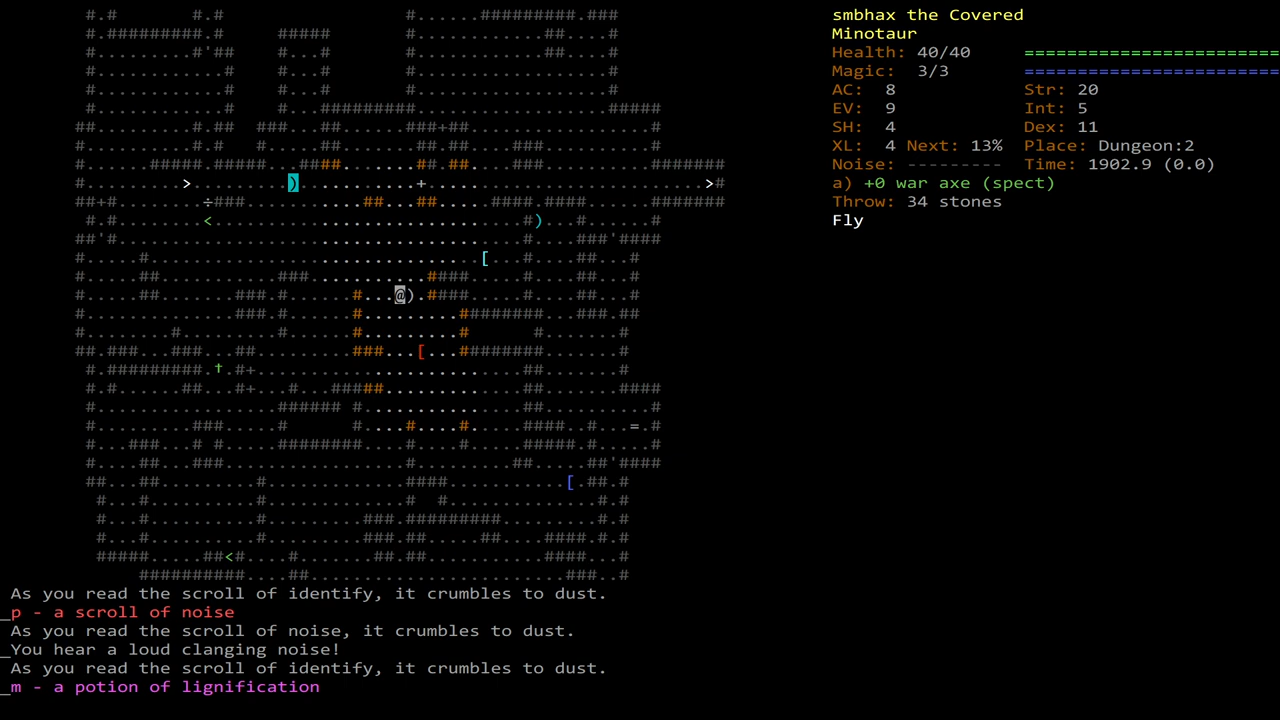 smbhax the Covered
Minotaur
Health: 40/40
Magic: 3/3
AC: 8 Str: 20
EV: 9 Int: 5
SH: 4 Dex: 11
XL: 4 Next: 13% Place: Dungeon:2
Noise: --------- Time: 1902.9 (0.0)
a) +0 war axe (spect)
Throw: 34 stones
Fly
As you read the scroll of identify, it crumbles to dust.
_p - a scroll of noise
As you read the scroll of noise, it crumbles to dust.
_You hear a loud clanging noise!
As you read the scroll of identify, it crumbles to dust.
_m - a potion of lignification